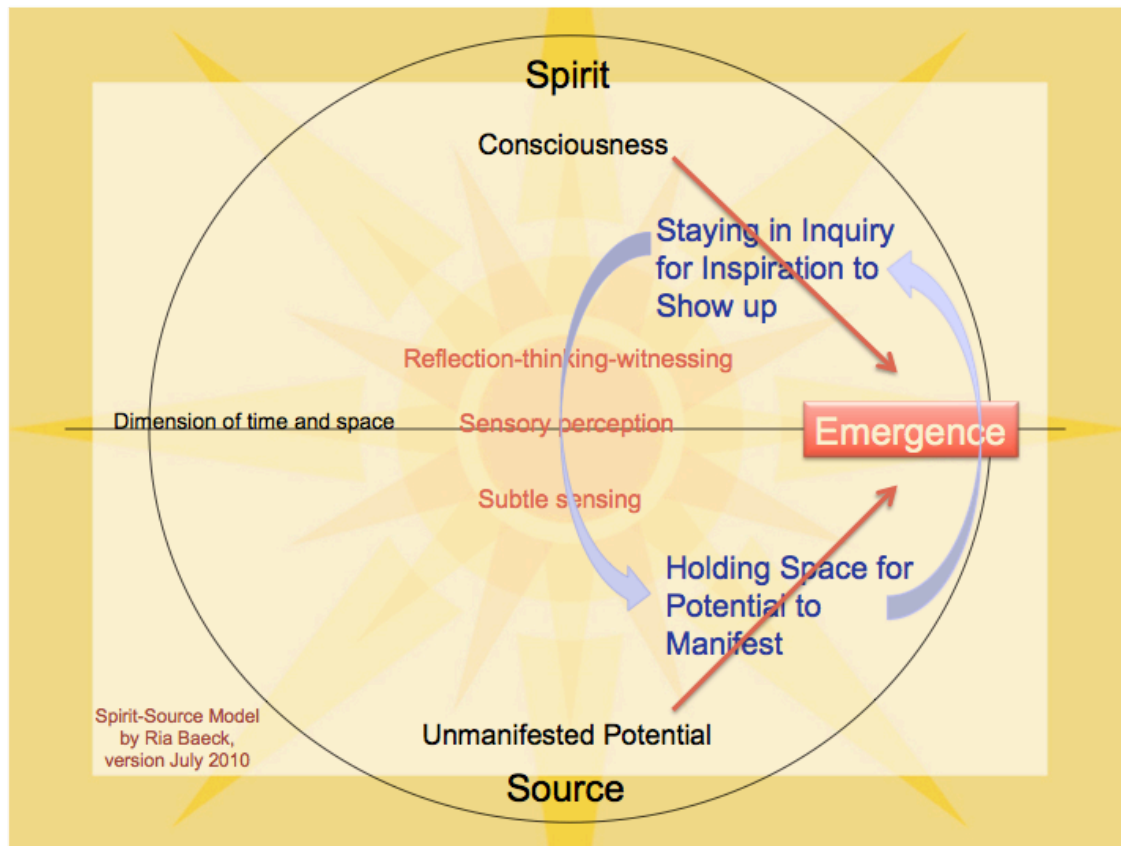 Spirit
Consciousness
Staying in Inquiry
for Inspiration to
Show up
Reflection-thinking-witnessing
Dimension of time and space
Sensory perception
Emergence
Subtle sensing
Holding Space for
Potential to
Manifest
Spirit-Source Model
by Ria Baeck,
version July 2010
Unmanifested Potential
Source